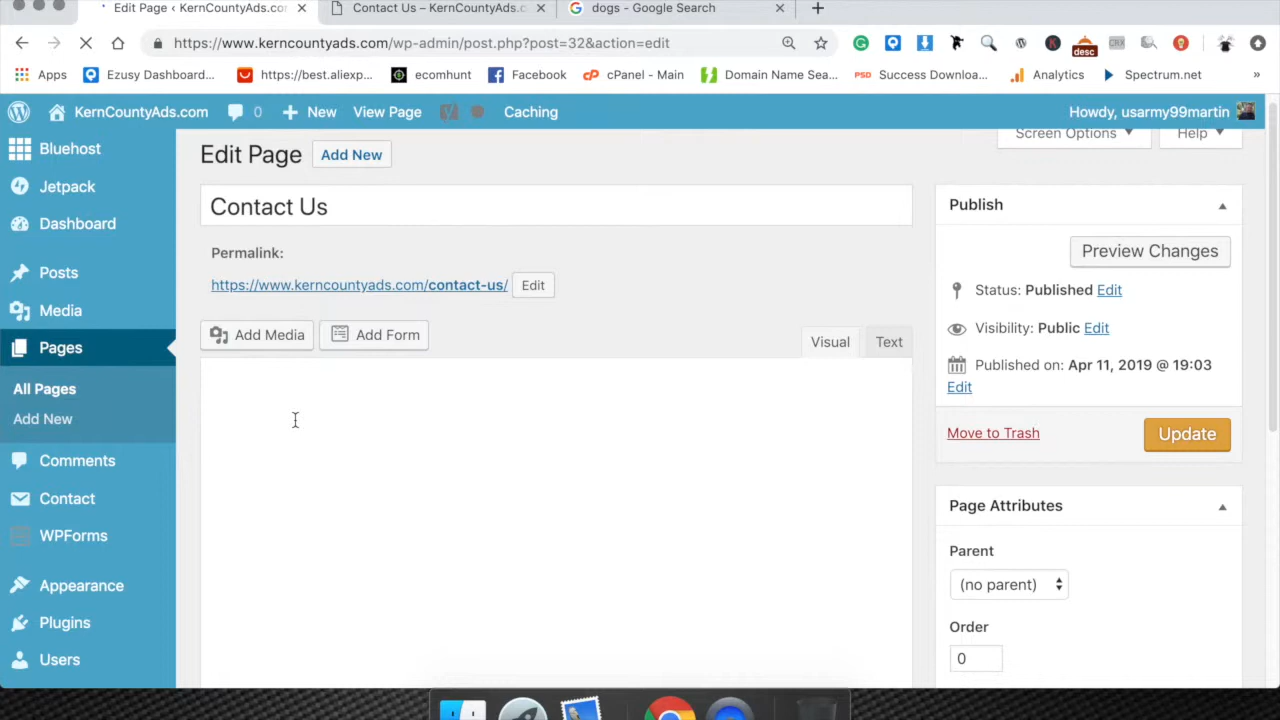 Edit Page ‹ KernCountyAds.co
Contact Us – KernCountyAds.c
dogs - Google Search
https://www.kerncountyads.com/wp-admin/post.php?post=32&action=edit
desc
CRX
Apps
Ezusy Dashboard...
https://best.aliexp...
ecomhunt
Facebook
cP
cPanel - Main
Domain Name Sea...
PSD
Success Downloa...
Analytics
Spectrum.net
»
KernCountyAds.com
0
New
View Page
Caching
Howdy, usarmy99martin
Bluehost
Jetpack
Dashboard
Posts
Media
Pages
All Pages
Add New
Comments
Contact
WPForms
Appearance
Plugins
Users
Edit Page
Add New
Screen Options
Help
Contact Us
Permalink:
https://www.kerncountyads.com/contact-us/
Edit
Add Media
Add Form
Visual
Text
Publish
Preview Changes
Status: Published Edit
Visibility: Public Edit
Published on: Apr 11, 2019 @ 19:03
Edit
Move to Trash
Update
Page Attributes
Parent
(no parent)
Order
0